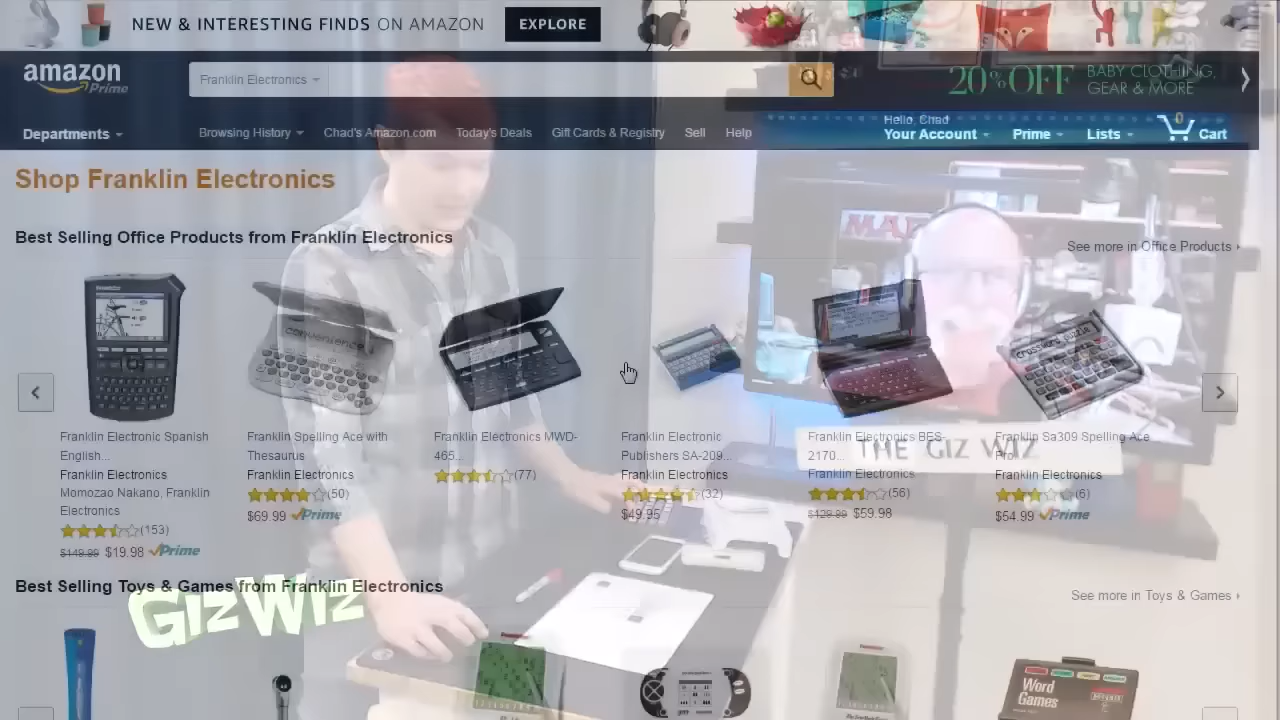 NEW & INTERESTING FINDS ON AMAZON EXPLORE
amazon Prime
Franklin Electronics
20% OFF BABY CLOTHING, GEAR & MORE
Departments
Browsing History Chad's Amazon.com Today's Deals Gift Cards & Registry Sell Help
Hello, Chad
Your Account Prime Lists 0 Cart
Shop Franklin Electronics
Best Selling Office Products from Franklin Electronics
See more in Office Products
MAD
crossword puzzle
Franklin Electronic Spanish English...
Franklin Electronics
Momozao Nakano, Franklin Electronics
(153)
$149.99 $19.98 Prime
Franklin Spelling Ace with Thesaurus
Franklin Electronics
(50)
$69.99 Prime
Franklin Electronics MWD-465...
(77)
Franklin Electronic Publishers SA-209...
Franklin Electronics
(32)
$49.95
Franklin Electronics BES-2170...
Franklin Electronics
(56)
$129.99 $59.98
Franklin Sa309 Spelling Ace Pro...
Franklin Electronics
(6)
$54.99 Prime
THE GIZ WIZ
Best Selling Toys & Games from Franklin Electronics
See more in Toys & Games
GizWiz
Word Games